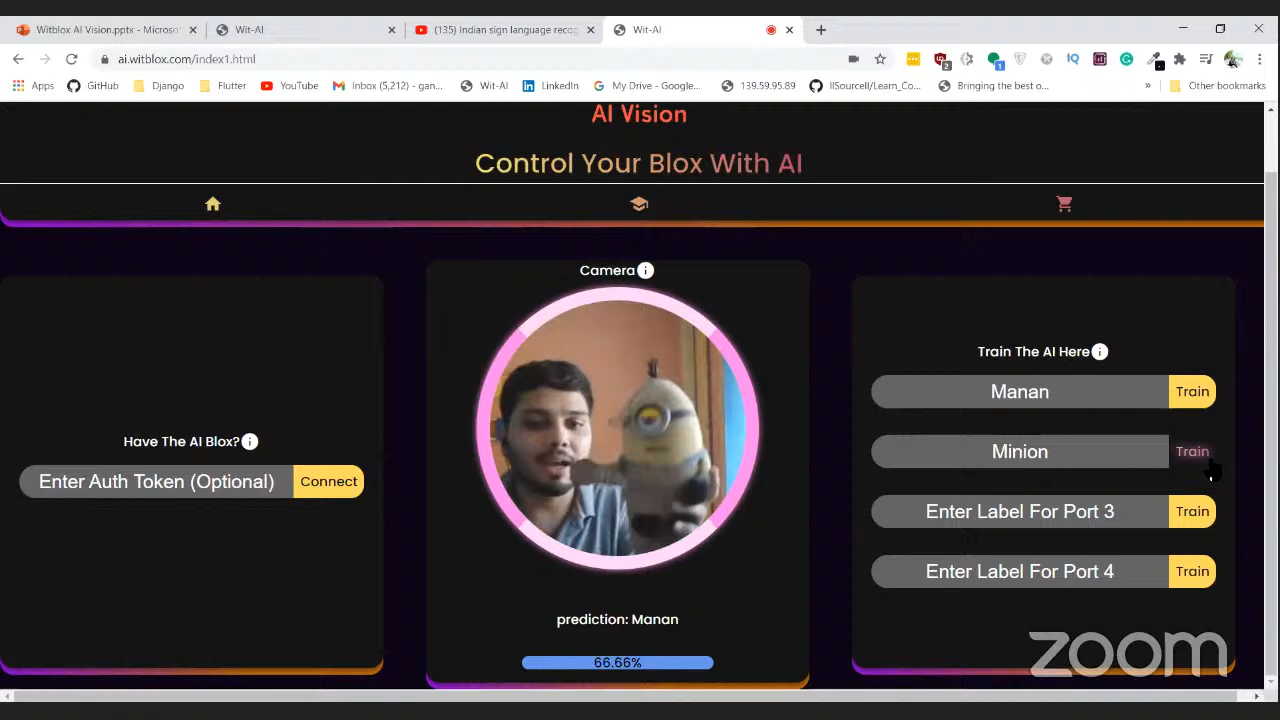 Witblox AI Vision.pptx - Microso
Wit-AI
(135) Indian sign language recog
Wit-AI
ai.witblox.com/index1.html
Apps
GitHub
Django
Flutter
YouTube
Inbox (5,212) - gan...
Wit-AI
LinkedIn
My Drive - Google...
139.59.95.89
llSourcell/Learn_Co...
Bringing the best o...
»
Other bookmarks
AI Vision
Control Your Blox With AI
Camera
Have The AI Blox?
Enter Auth Token (Optional)
Connect
prediction: Manan
66.66%
Train The AI Here
Manan
Train
Minion
Train
Enter Label For Port 3
Train
Enter Label For Port 4
Train
zoom